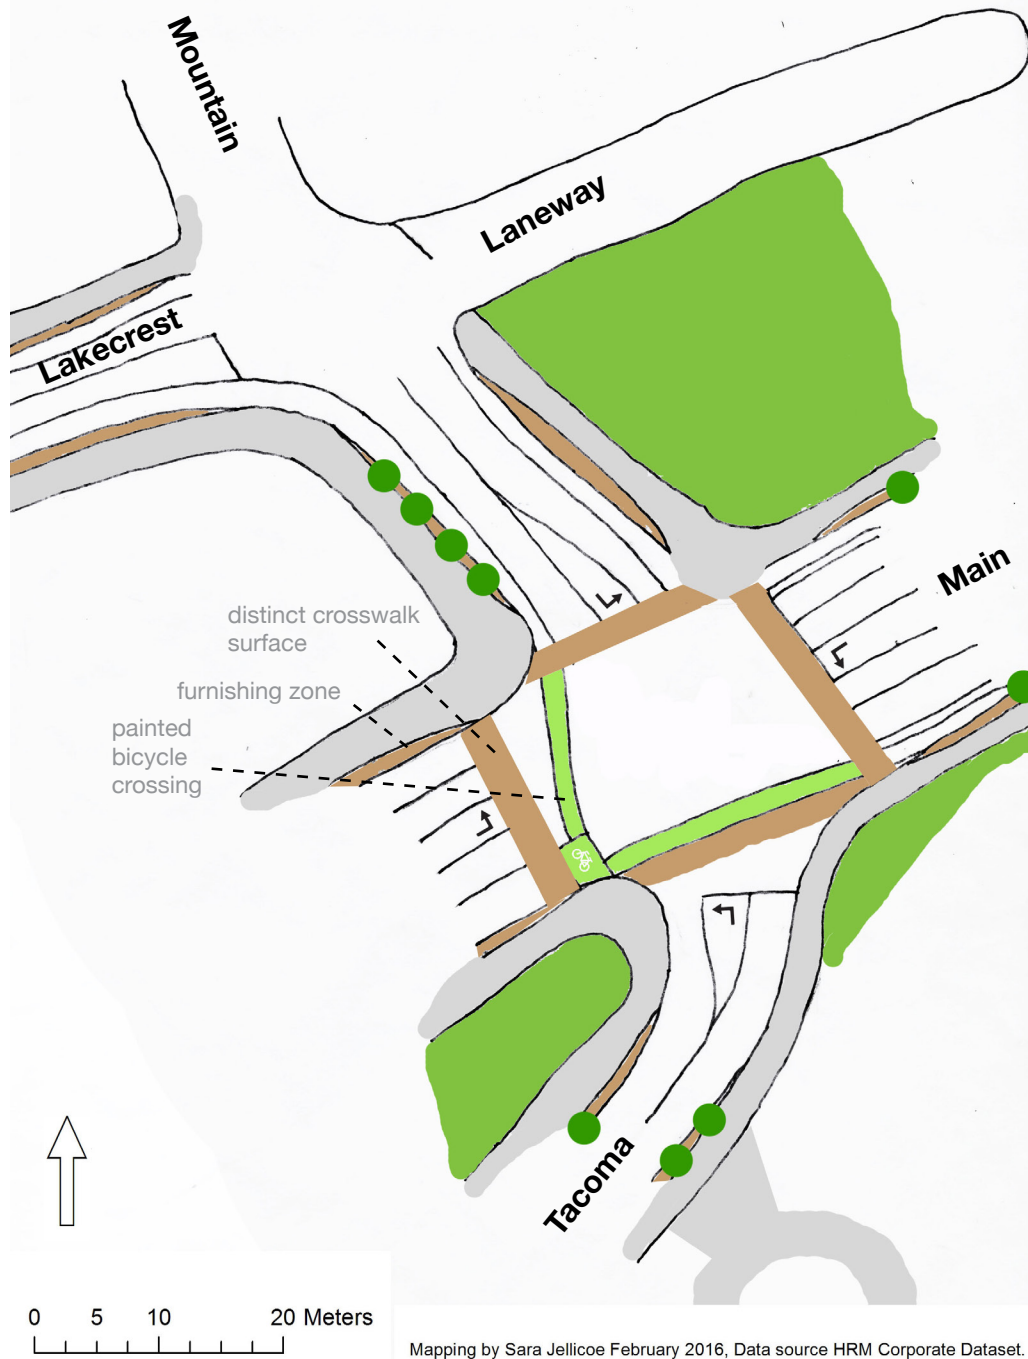 Mountain
Laneway
Lakecrest
Main
distinct crosswalk
surface
furnishing zone
painted
bicycle
crossing
Tacoma
0 5 10 20 Meters
Mapping by Sara Jellicoe February 2016, Data source HRM Corporate Dataset.